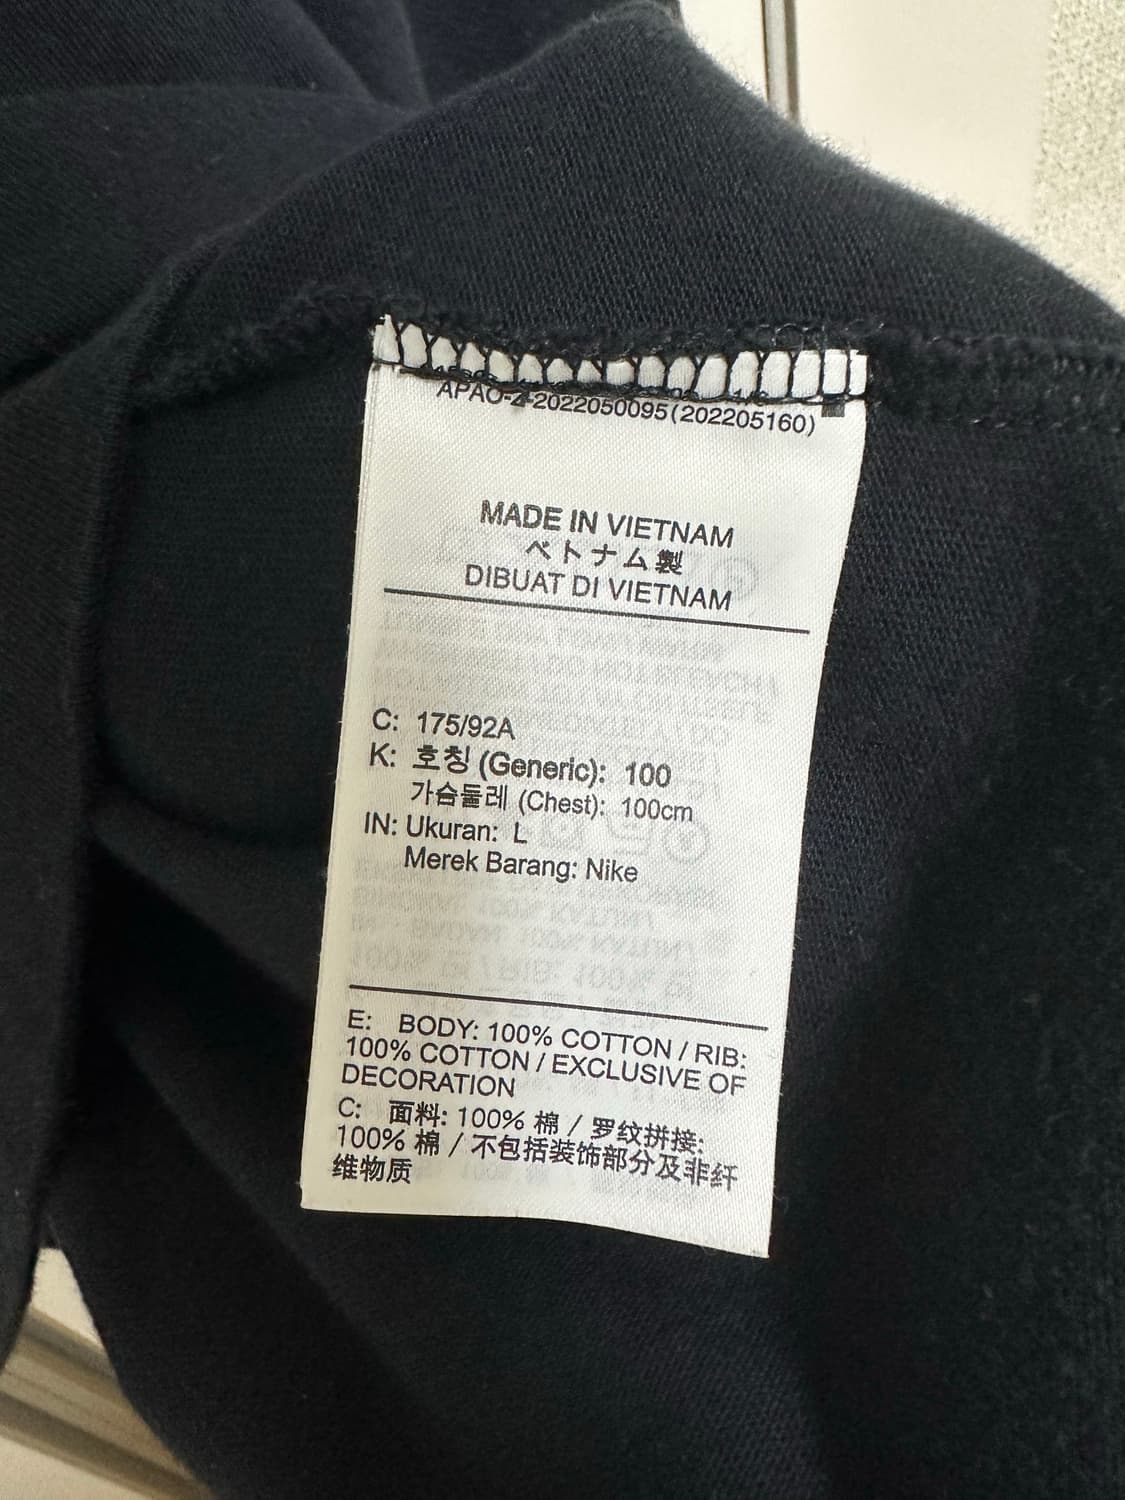 APAO-Z-2022050095(202205160)
MADE IN VIETNAM
ベトナム製
DIBUAT DI VIETNAM
C: 175/92A
K: 호칭 (Generic): 100
가슴둘레 (Chest): 100cm
IN: Ukuran: L
Merek Barang: Nike
E: BODY: 100% COTTON / RIB:
100% COTTON / EXCLUSIVE OF
DECORATION
C: 面料: 100% 棉 / 罗纹拼接:
100% 棉 / 不包括装饰部分及非纤
维物质